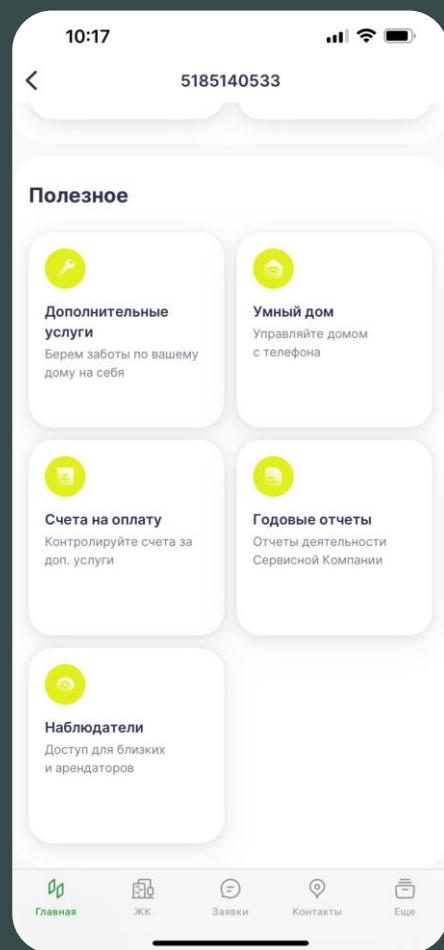 10:17
5185140533
Полезное
Дополнительные
услуги
Берем заботы по вашему
дому на себя
Умный дом
Управляйте домом
с телефона
Счета на оплату
Контролируйте счета за
доп. услуги
Годовые отчеты
Отчеты деятельности
Сервисной Компании
Наблюдатели
Доступ для близких
и арендаторов
Главная
ЖК
Заявки
Контакты
Еще